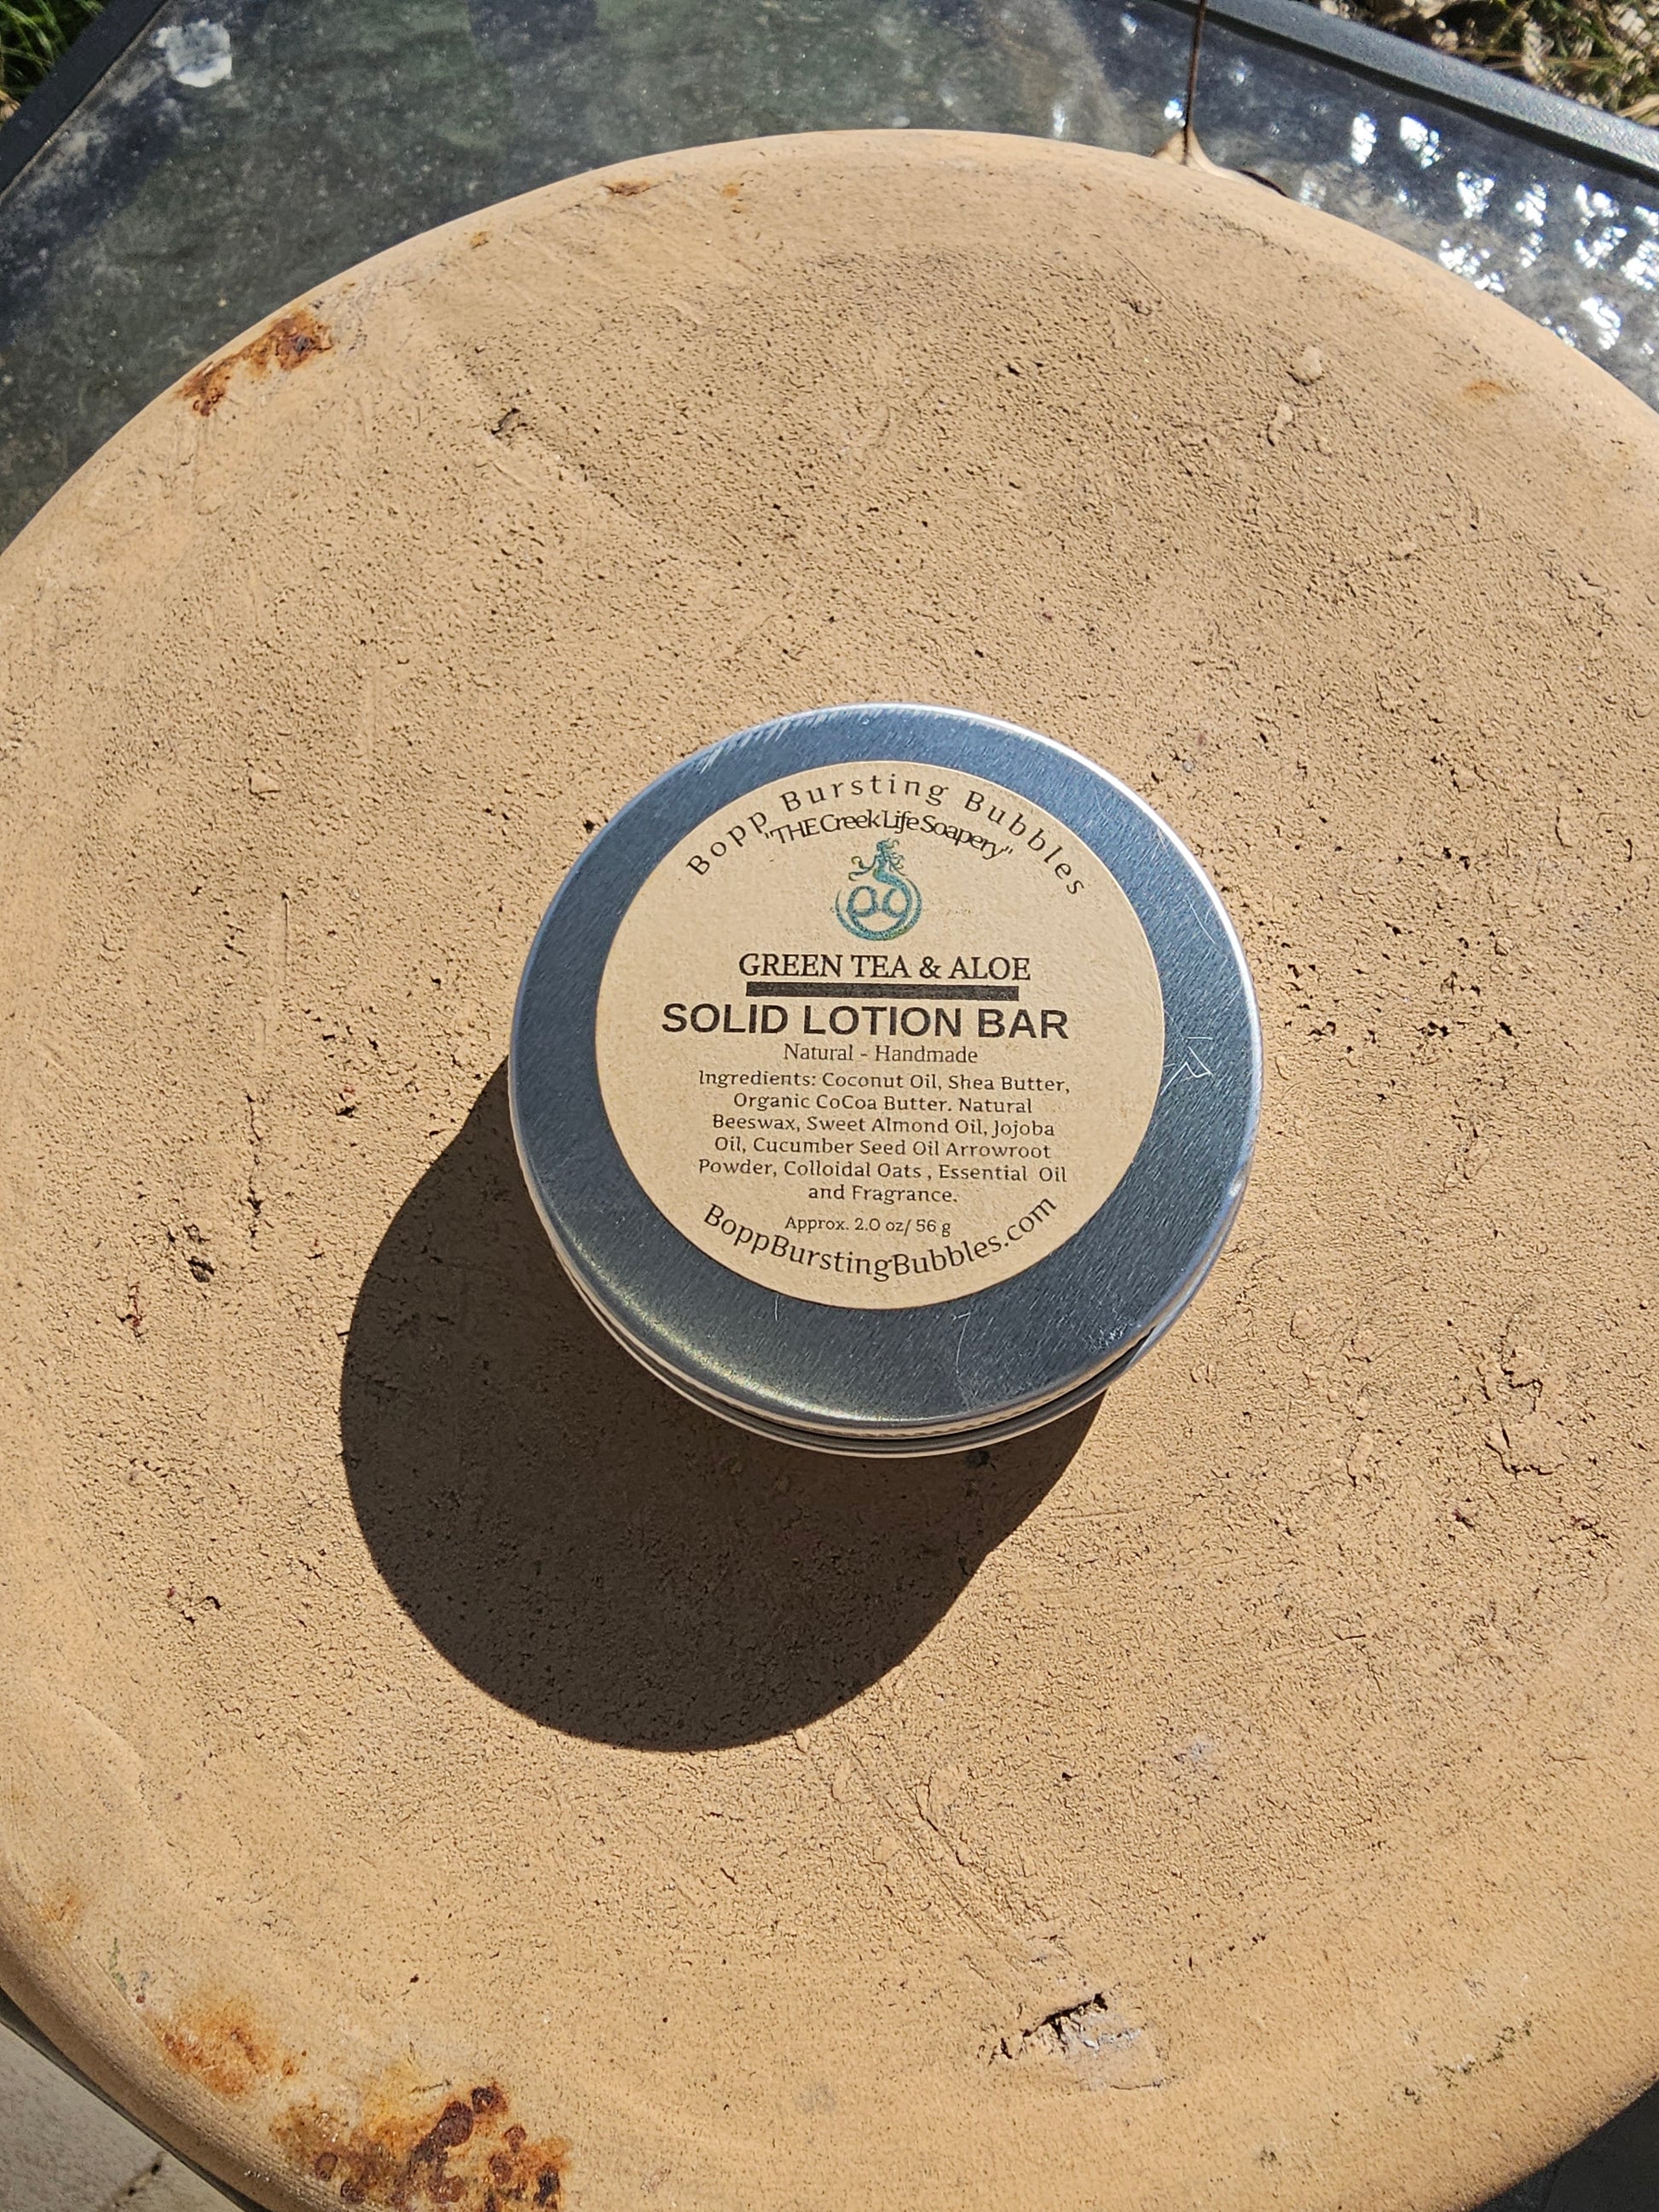 Bopp Bursting Bubbles
"THE Creek Life Soapery"
GREEN TEA & ALOE
SOLID LOTION BAR
Natural - Handmade
Ingredients: Coconut Oil, Shea Butter,
Organic CoCoa Butter. Natural
Beeswax, Sweet Almond Oil, Jojoba
Oil, Cucumber Seed Oil Arrowroot
Powder, Colloidal Oats , Essential Oil
and Fragrance.
Approx. 2.0 oz/ 56 g
BoppBurstingBubbles.com